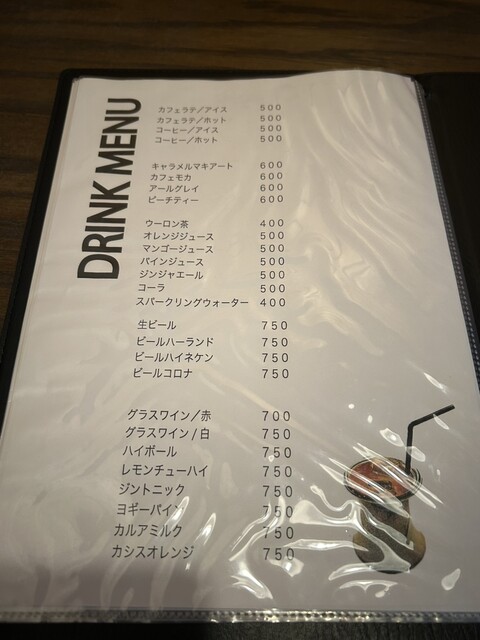 DRINK MENU
カフェラテ/アイス 500
カフェラテ/ホット 500
コーヒー/アイス 500
コーヒー/ホット 500
キャラメルマキアート 600
カフェモカ 600
アールグレイ 600
ピーチティー 600
ウーロン茶 400
オレンジジュース 500
マンゴージュース 500
パインジュース 500
ジンジャエール 500
コーラ 500
スパークリングウォーター 400
生ビール 750
ビールハーランド 750
ビールハイネケン 750
ビールコロナ 750
グラスワイン/赤 700
グラスワイン/白 750
ハイボール 750
レモンチューハイ 750
ジントニック 750
ヨギーパイン 750
カルアミルク 750
カシスオレンジ 750